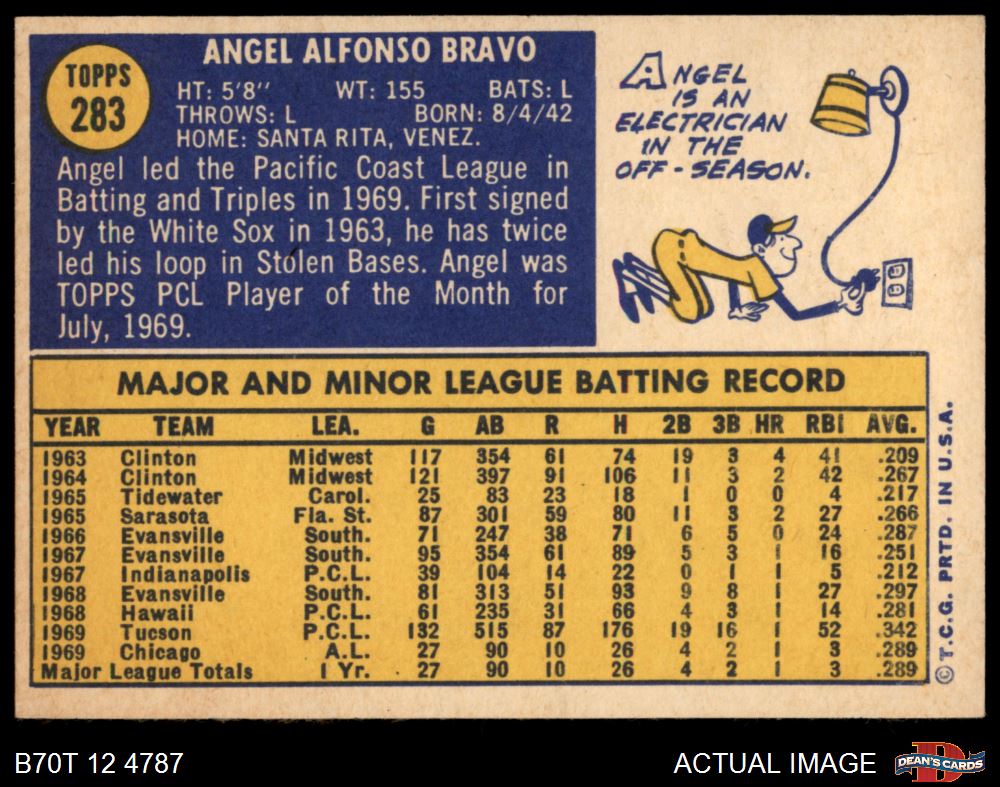 TOPPS
283
ANGEL ALFONSO BRAVO
HT: 5'8" WT: 155 BATS: L
THROWS: L BORN: 8/4/42
HOME: SANTA RITA, VENEZ.
Angel led the Pacific Coast League in
Batting and Triples in 1969. First signed
by the White Sox in 1963, he has twice
led his loop in Stolen Bases. Angel was
TOPPS PCL Player of the Month for
July, 1969.
ANGEL
IS AN
ELECTRICIAN
IN THE
OFF-SEASON.
MAJOR AND MINOR LEAGUE BATTING RECORD
YEAR TEAM LEA. G AB R H 2B 3B HR RBI AVG.
1963 Clinton Midwest 117 354 61 74 19 3 4 41 .209
1964 Clinton Midwest 121 397 91 106 11 3 2 42 .267
1965 Tidewater Carol. 25 83 23 18 1 0 0 4 .217
1965 Sarasota Fla. St. 87 301 59 80 11 3 2 27 .266
1966 Evansville South. 71 247 38 71 6 5 0 24 .287
1967 Evansville South. 95 354 61 89 5 3 1 16 .251
1967 Indianapolis P.C.L. 39 104 14 22 0 1 1 5 .212
1968 Evansville South. 81 313 51 93 9 8 1 27 .297
1968 Hawaii P.C.L. 61 235 31 66 4 3 1 14 .281
1969 Tucson P.C.L. 132 515 87 176 19 16 1 52 .342
1969 Chicago A.L. 27 90 10 26 4 2 1 3 .289
Major League Totals 1 Yr. 27 90 10 26 4 2 1 3 .289
© T.C.G. PRTD. IN U.S.A.
B70T 12 4787
ACTUAL IMAGE
DEAN'S CARDS